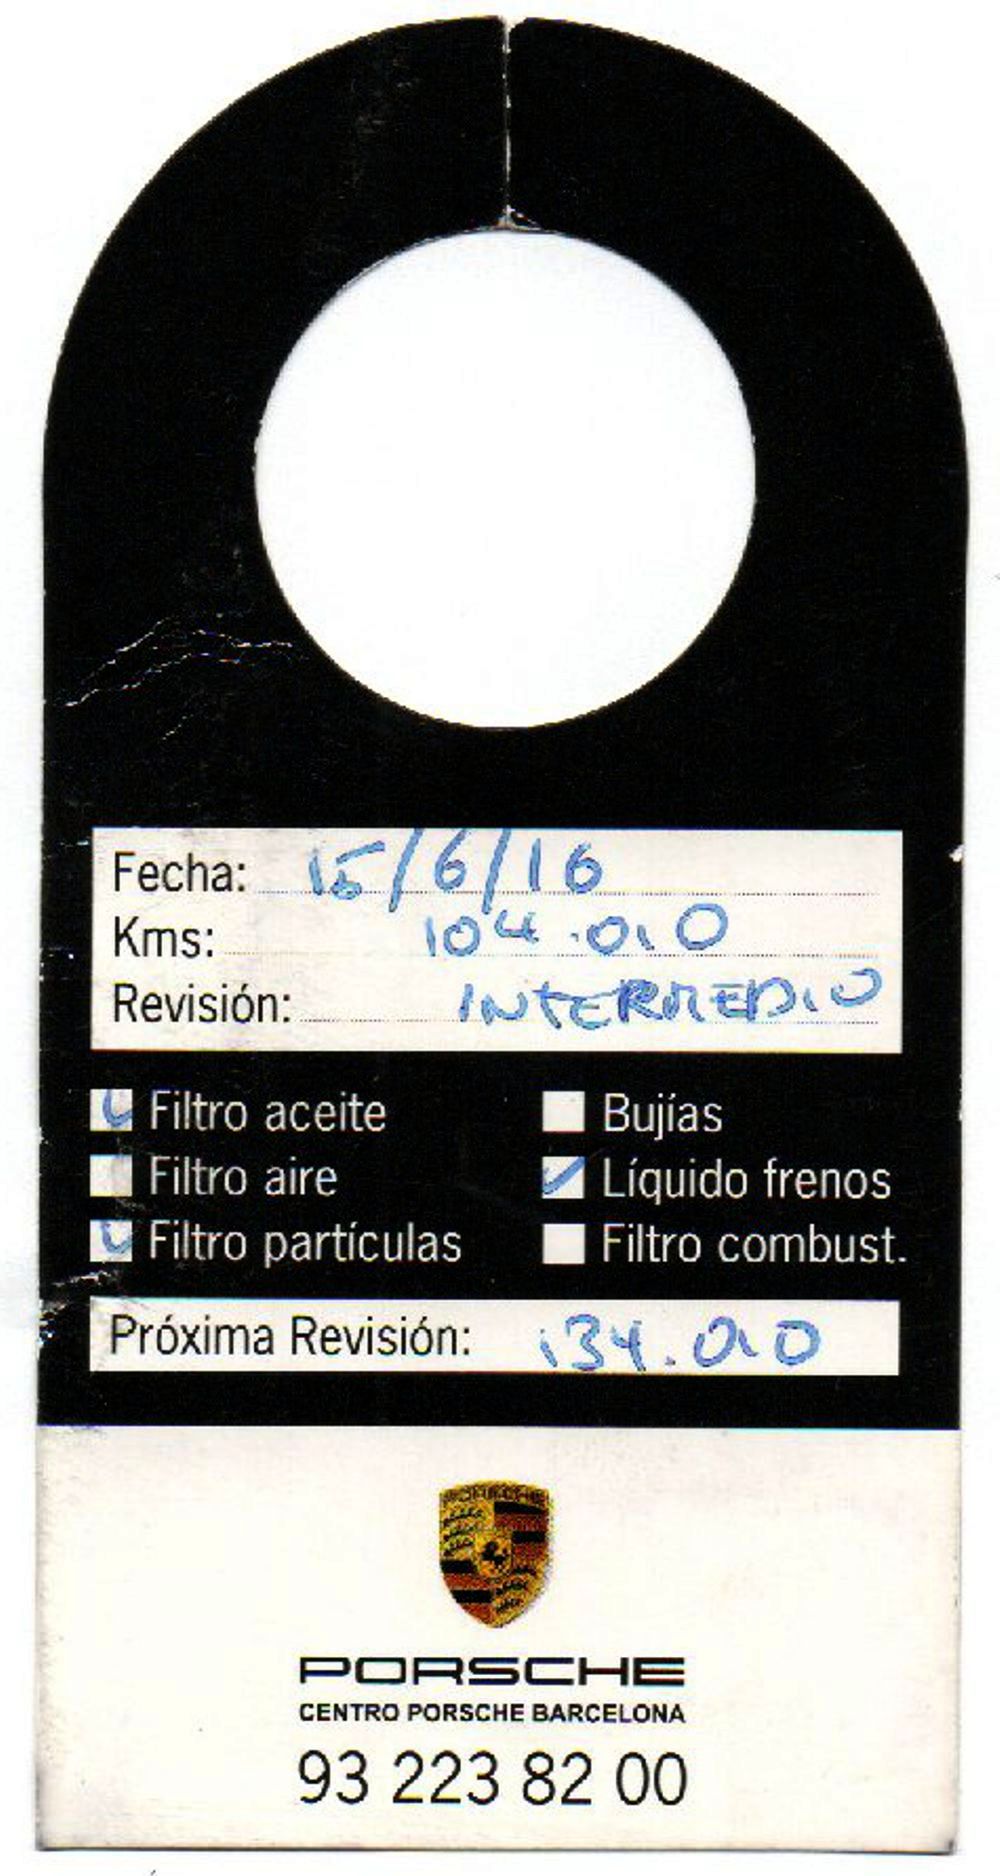 Fecha: 15/6/16
Kms: 104.010
Revisión: INTERMEDIO
Filtro aceite
Bujías
Filtro aire
Líquido frenos
Filtro partículas
Filtro combust.
Próxima Revisión: 134.010
PORSCHE
PORSCHE
CENTRO PORSCHE BARCELONA
93 223 82 00